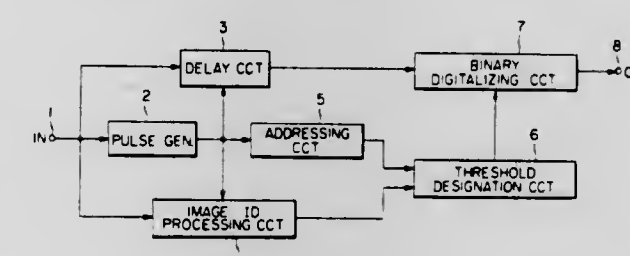 3
7
8
DELAY CCT
BINARY
DIGITALIZING CCT
1
2
5
IN
PULSE GEN.
ADDRESSING
CCT
6
THRESHOLD
DESIGNATION CCT
IMAGE ID
PROCESSING CCT